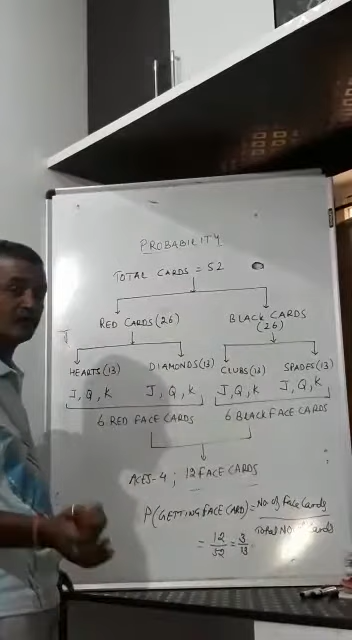 PROBABILITY
TOTAL CARDS = 52
RED CARDS (26)
BLACK CARDS (26)
HEARTS (13) DIAMONDS (13) CLUBS (13) SPADES (13)
J, Q, K J, Q, K J, Q, K J, Q, K
6 RED FACE CARDS 6 BLACK FACE CARDS
ACES-4 ; 12 FACE CARDS
P(GETTING FACE CARD) = No. of Face Cards / Total No. of Cards
= 12/52 = 3/13